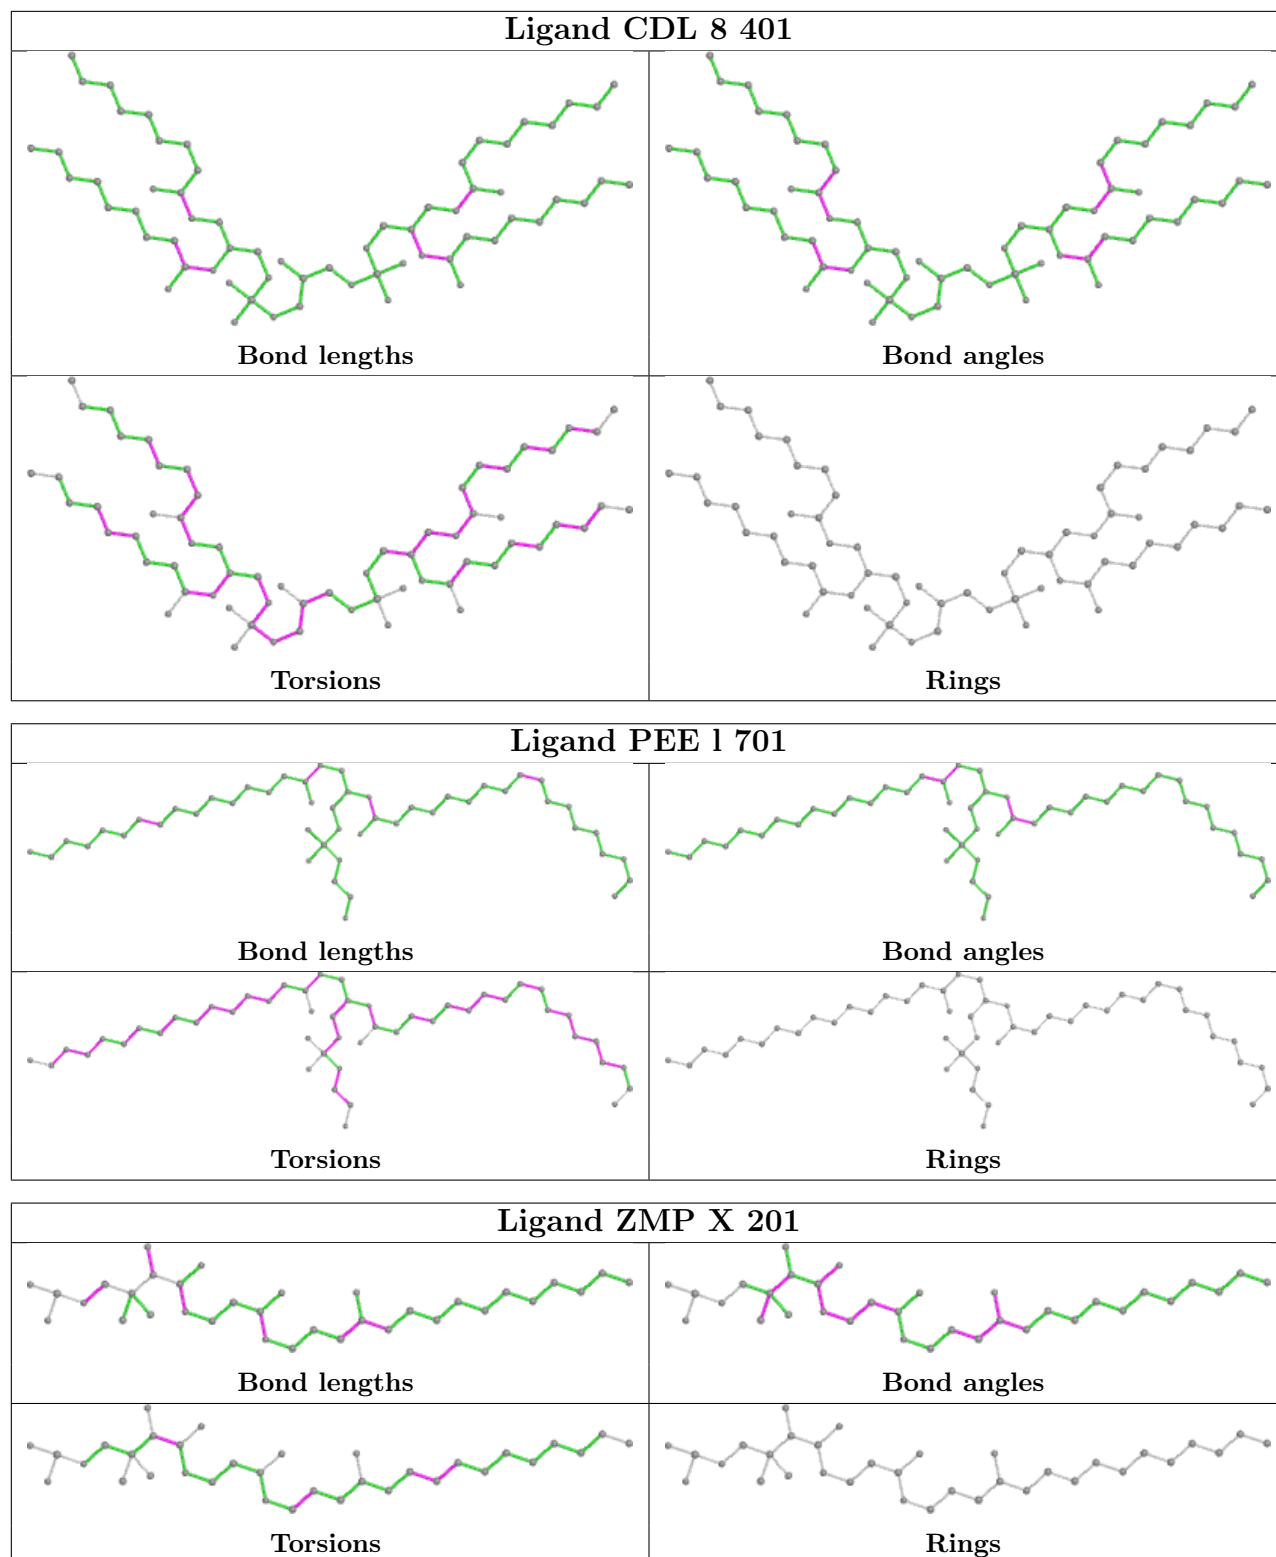 Ligand CDL 8 401
Bond lengths
Bond angles
Torsions
Rings
Ligand PEE l 701
Bond lengths
Bond angles
Torsions
Rings
Ligand ZMP X 201
Bond lengths
Bond angles
Torsions
Rings